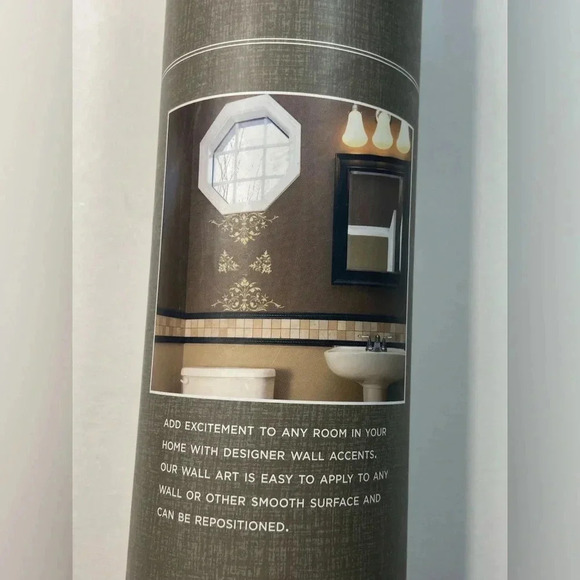 ADD EXCITEMENT TO ANY ROOM IN YOUR
HOME WITH DESIGNER WALL ACCENTS.
OUR WALL ART IS EASY TO APPLY TO ANY
WALL OR OTHER SMOOTH SURFACE AND
CAN BE REPOSITIONED.